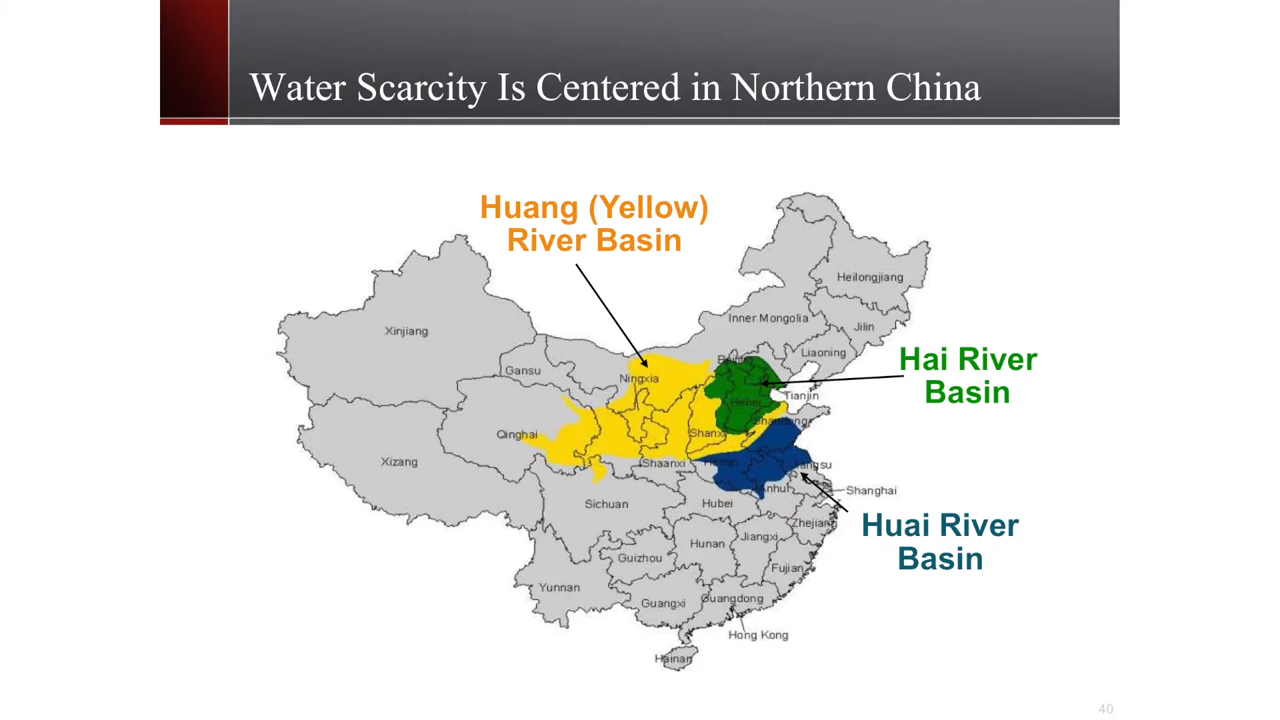 Water Scarcity Is Centered in Northern China
Huang (Yellow)
River Basin
Heilongjiang
Inner Mongolia
Jilin
Xinjiang
Liaoning
Hai River
Basin
Gansu
Ningxia
Tianjin
Hebei
Qinghai
Shanxi
Xizang
Shaanxi
Sichuan
Hubei
Shanghai
Huai River
Basin
Zhejiang
Hunan
Jiangxi
Guizhou
Fujian
Yunnan
Guangxi
Guangdong
Hong Kong
Hainan
40